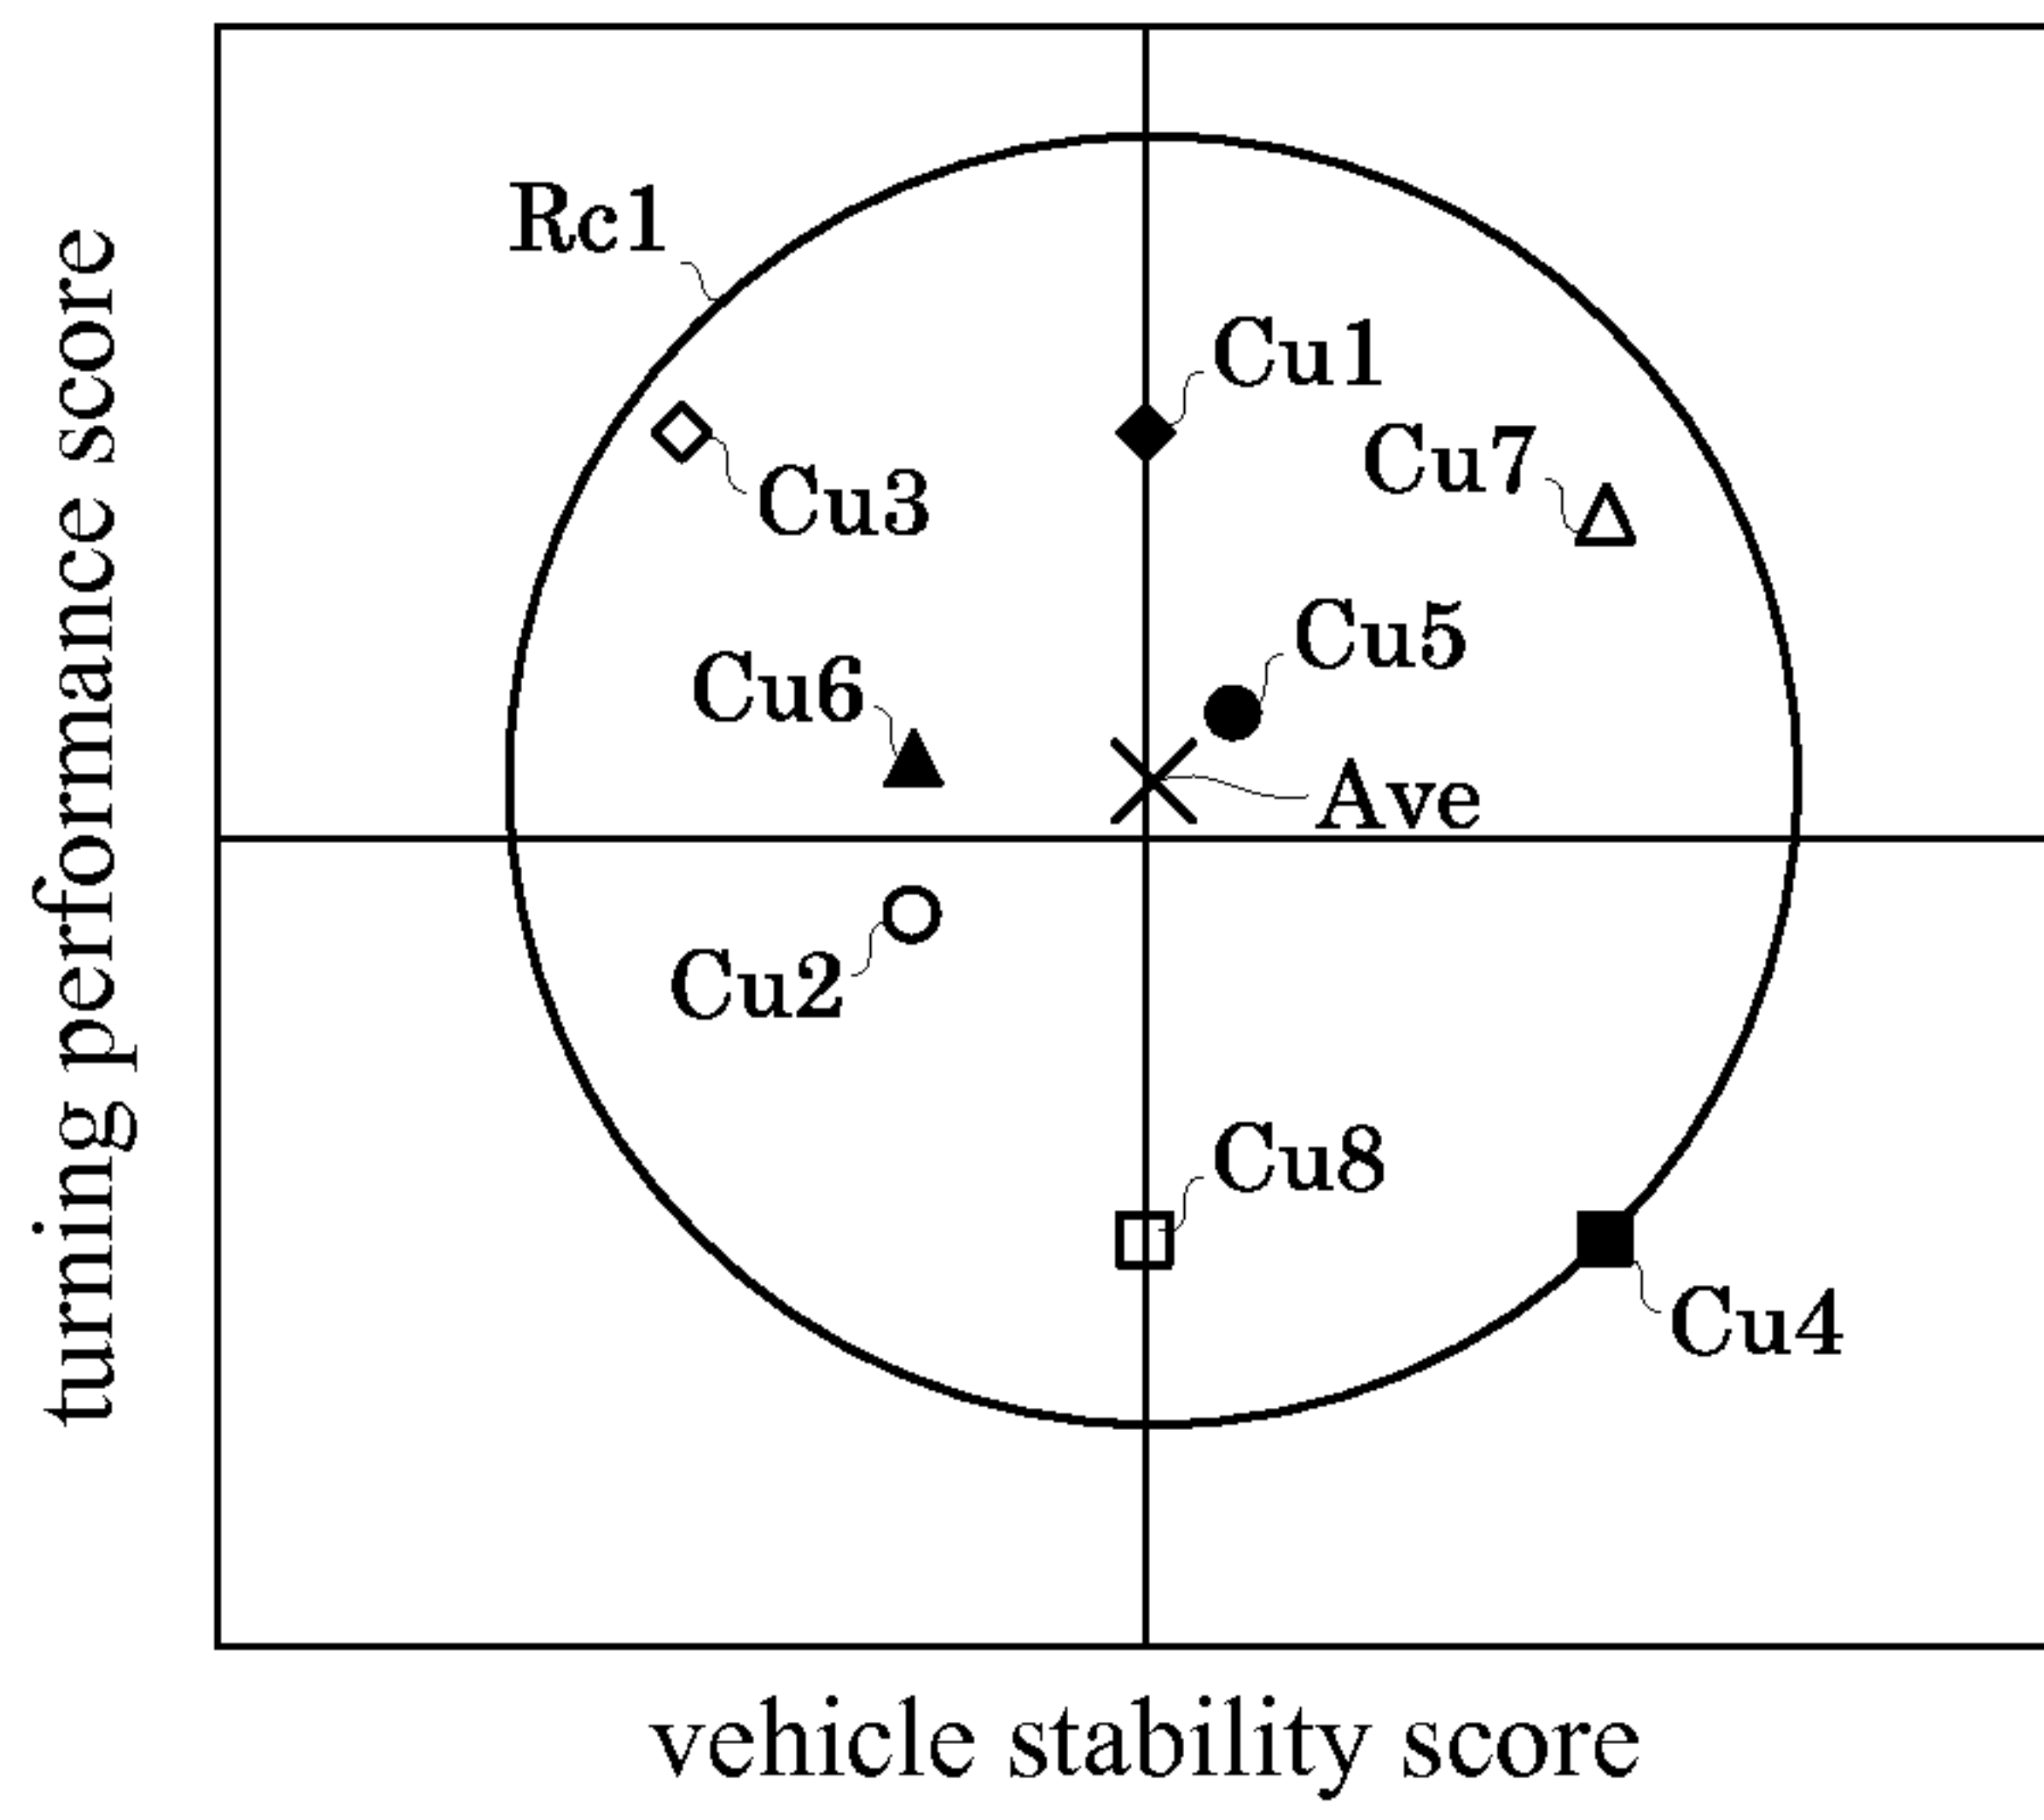 Rc1
Cu1
Cu7
Cu3
Cu5
Cu6
Ave
Cu2
Cu8
Cu4
turning performance score
vehicle stability score